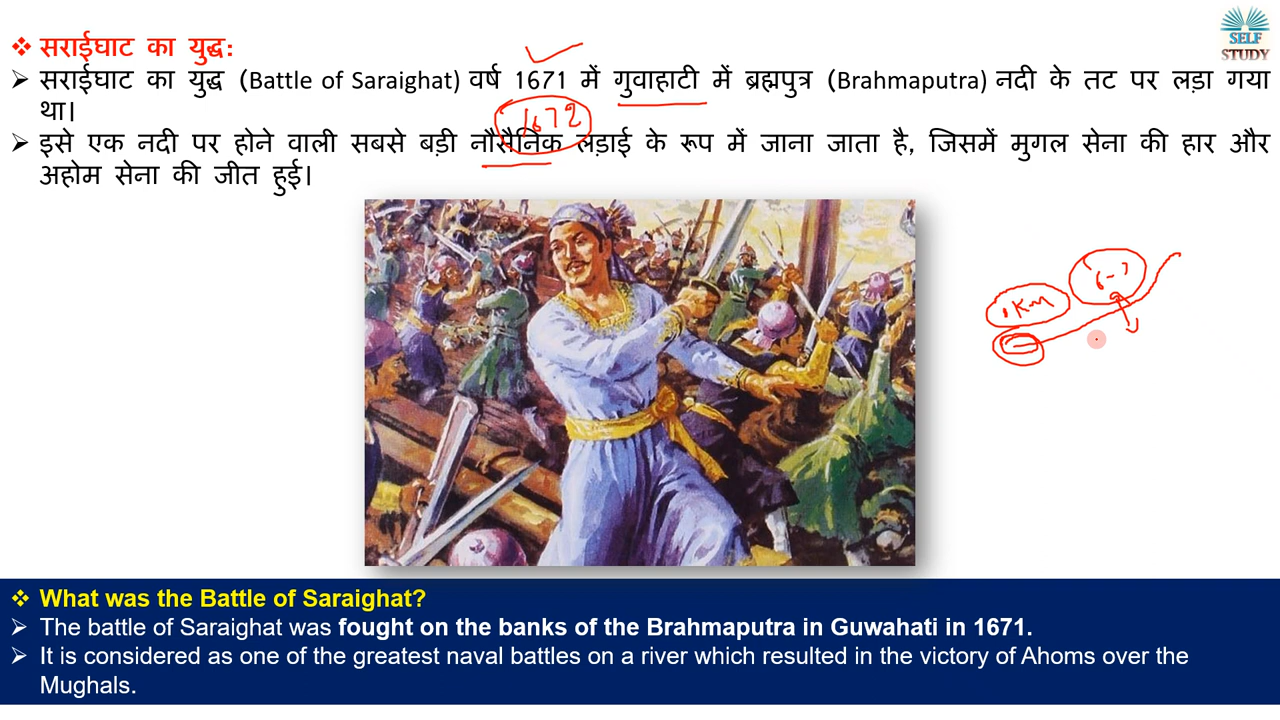 SELF
STUDY
❖ सराईघाट का युद्ध:
➢ सराईघाट का युद्ध (Battle of Saraighat) वर्ष 1671 में गुवाहाटी में ब्रह्मपुत्र (Brahmaputra) नदी के तट पर लड़ा गया
था।
1672
➢ इसे एक नदी पर होने वाली सबसे बड़ी नौसैनिक लड़ाई के रूप में जाना जाता है, जिसमें मुगल सेना की हार और
अहोम सेना की जीत हुई।
1KM
❖ What was the Battle of Saraighat?
➢ The battle of Saraighat was fought on the banks of the Brahmaputra in Guwahati in 1671.
➢ It is considered as one of the greatest naval battles on a river which resulted in the victory of Ahoms over the
Mughals.